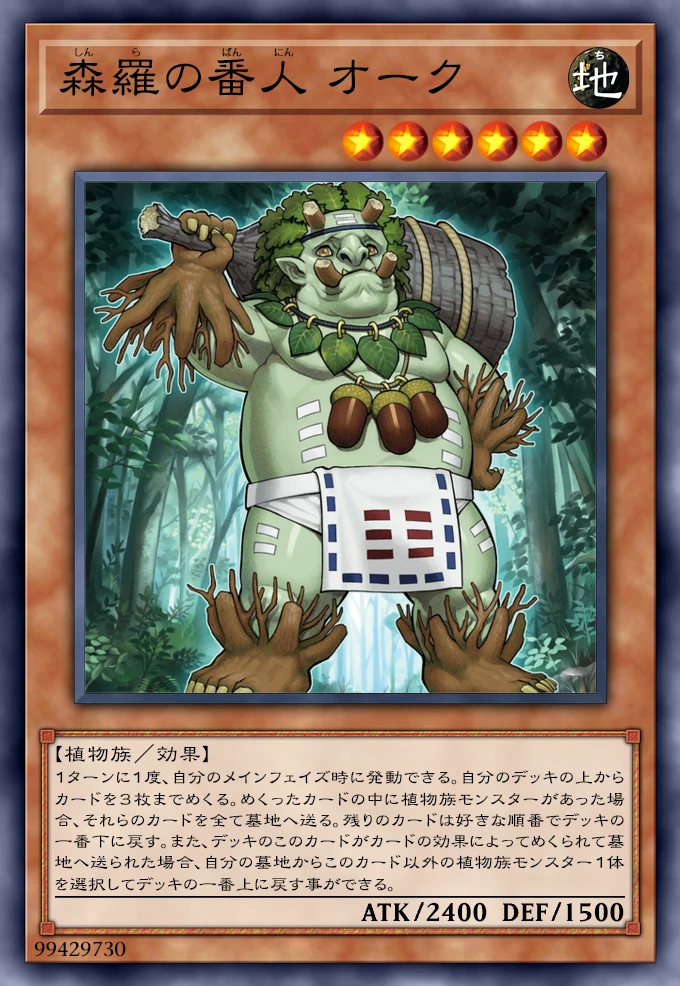 しん ら ばん にん
森羅の番人 オーク
ち
地
【植物族／効果】
１ターンに１度、自分のメインフェイズ時に発動できる。自分のデッキの上から
カードを３枚までめくる。めくったカードの中に植物族モンスターがあった場
合、それらのカードを全て墓地へ送る。残りのカードは好きな順番でデッキの
一番下に戻す。また、デッキのこのカードがカードの効果によってめくられて墓
地へ送られた場合、自分の墓地からこのカード以外の植物族モンスター１体
を選択してデッキの一番上に戻す事ができる。
ATK/2400 DEF/1500
99429730